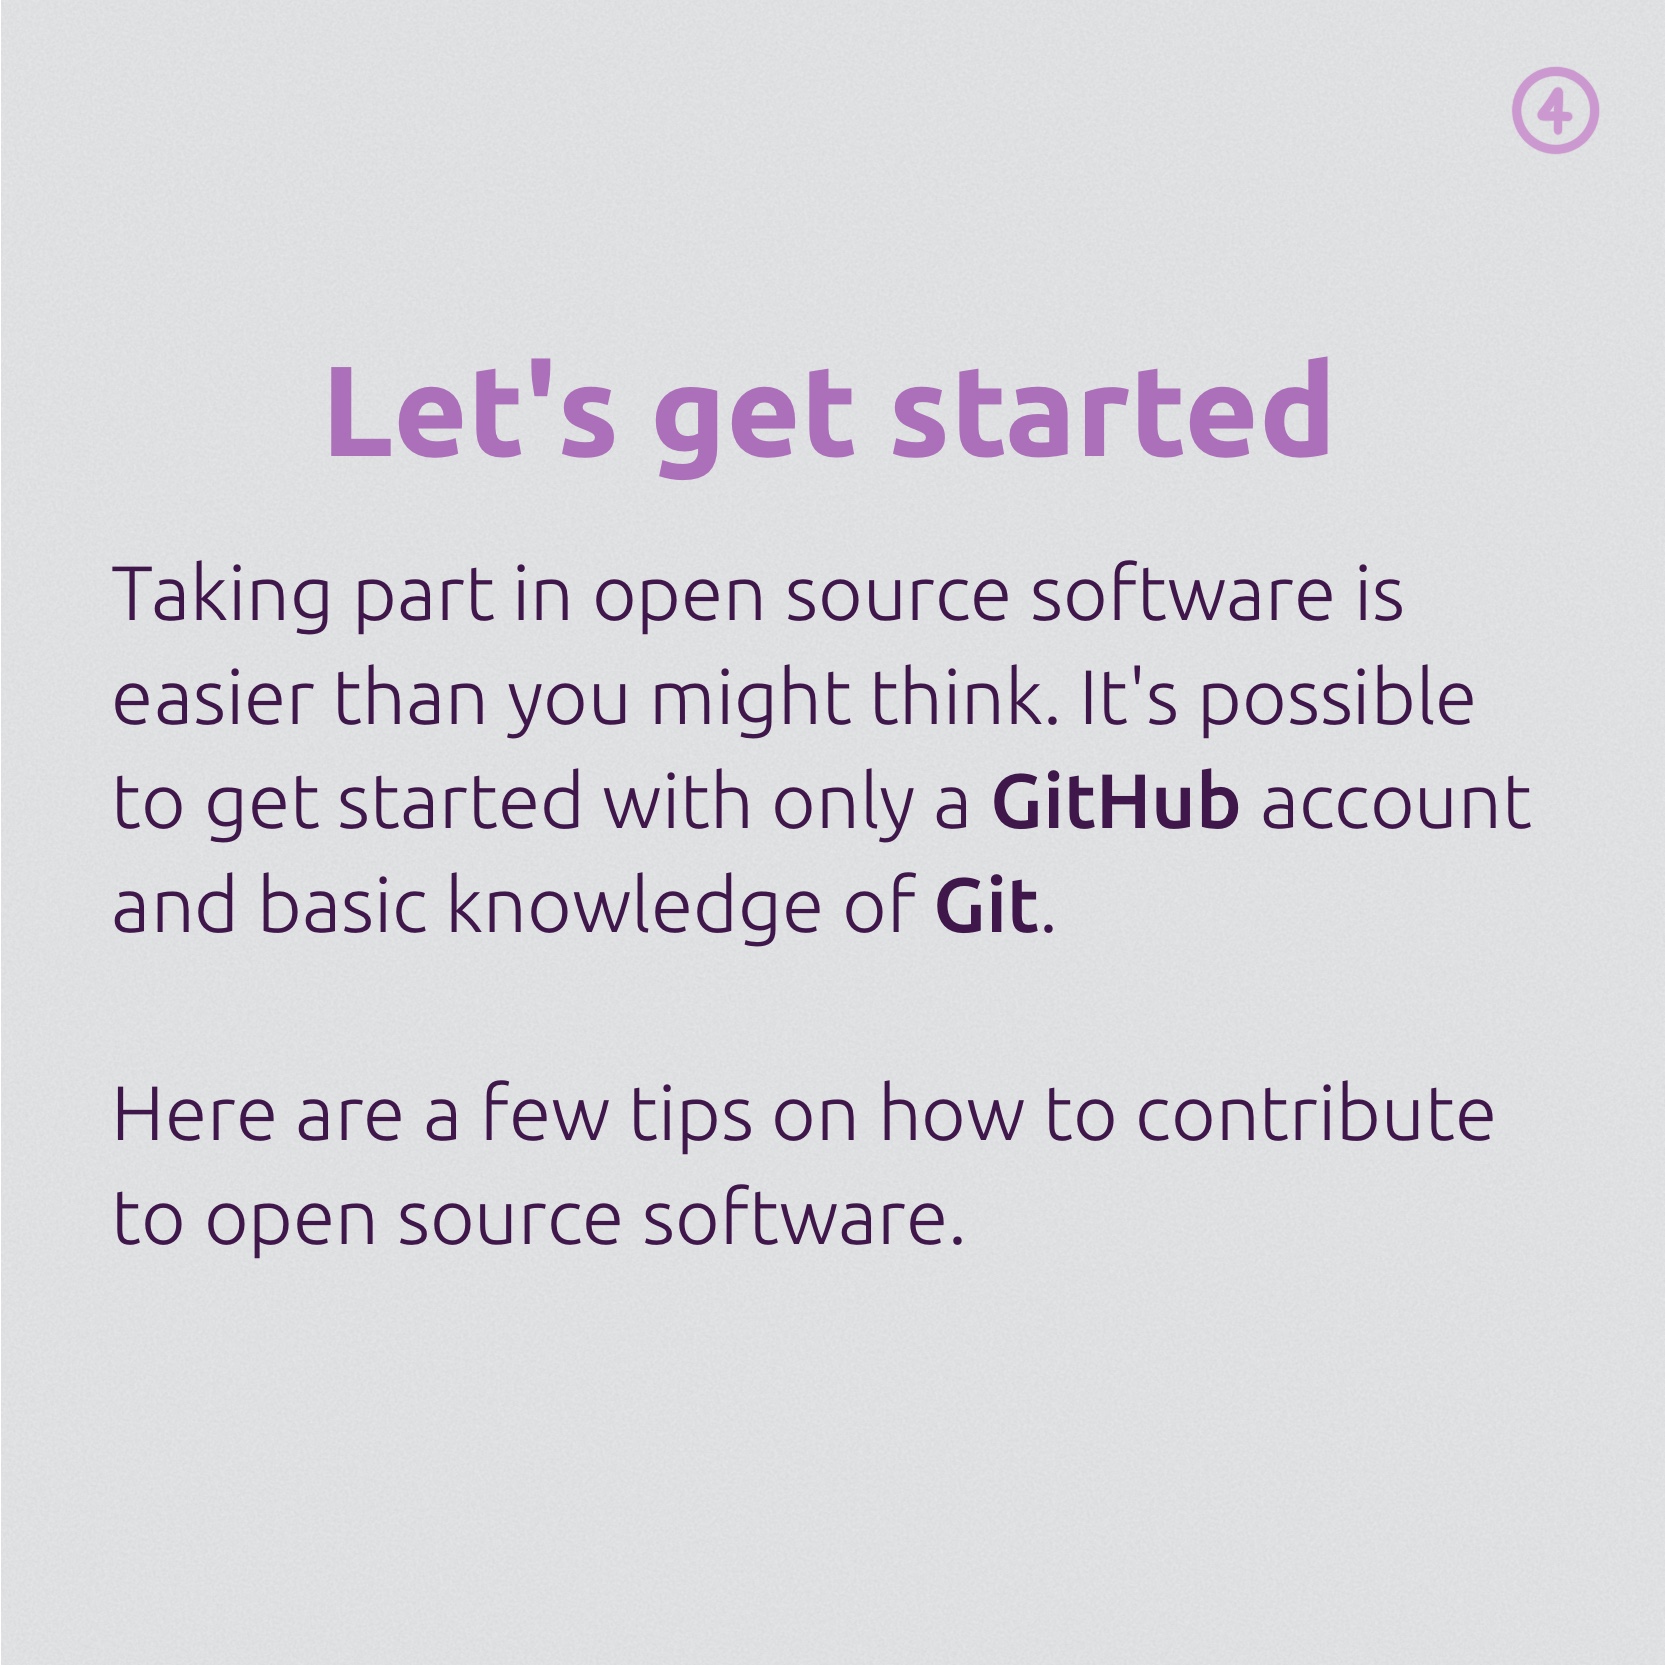 4
Let's get started
Taking part in open source software is
easier than you might think. It's possible
to get started with only a GitHub account
and basic knowledge of Git.
Here are a few tips on how to contribute
to open source software.